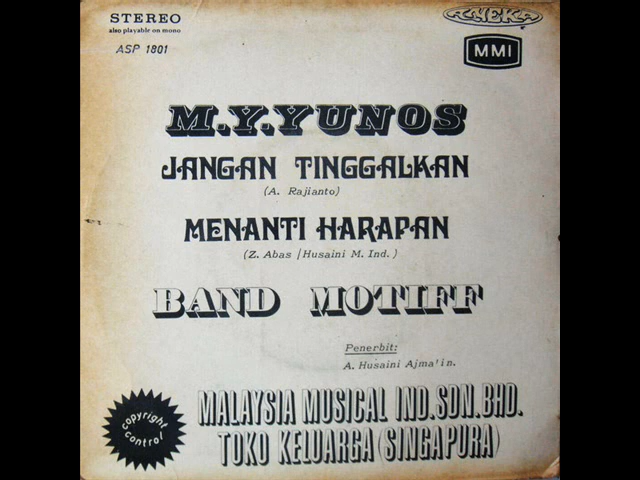 STEREO
also playable on mono
ASP 1801
ANEKA
MMI
M.Y.YUNOS
JANGAN TINGGALKAN
(A. Rajianto)
MENANTI HARAPAN
(Z. Abas / Husaini M. Ind.)
BAND MOTIFF
Penerbit:
A. Husaini Ajma'in.
copyright
control
MALAYSIA MUSICAL IND.SDN.BHD.
TOKO KELUARGA (SINGAPURA)